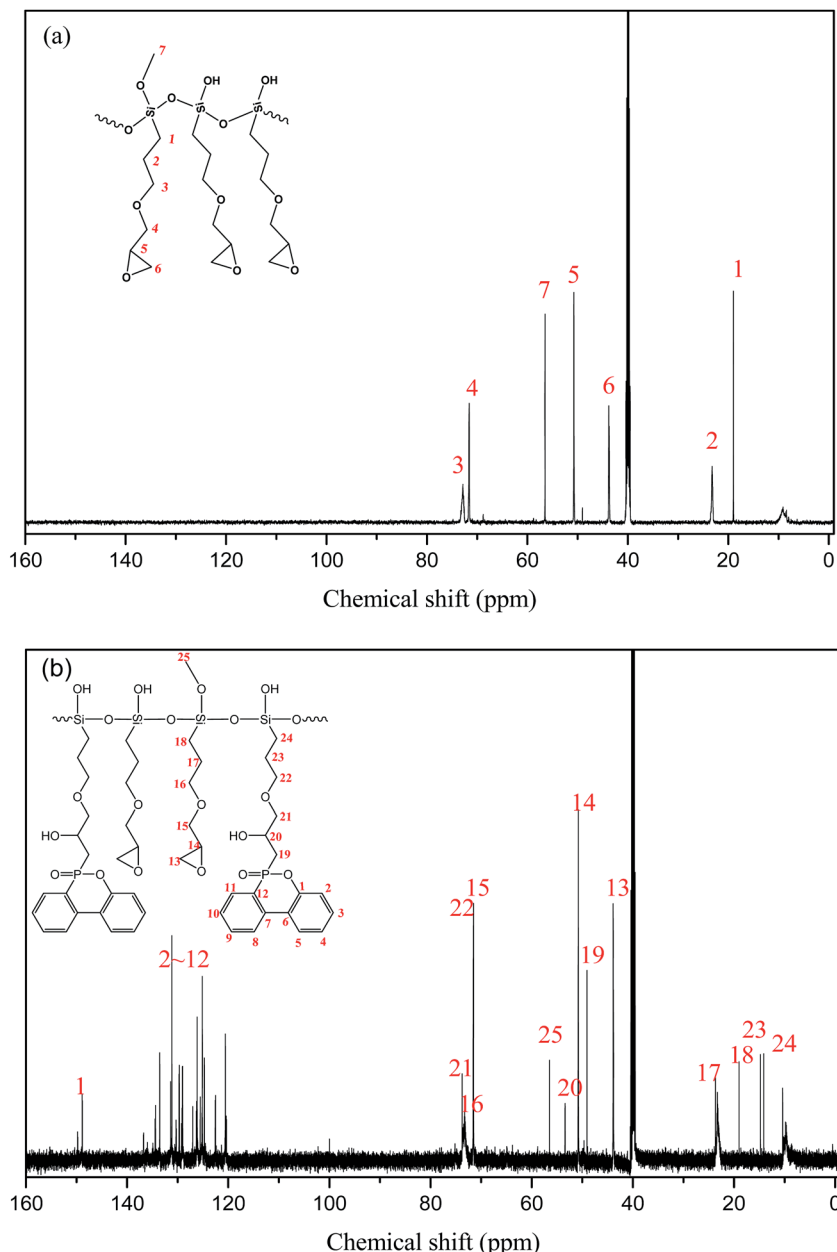 (a)
7
OH
OH
O
O
Si
Si
Si
O
O
1
2
3
O
O
O
4
5
6
O
O
O
3
4
7
5
6
2
1
160
140
120
100
80
60
40
20
0
Chemical shift (ppm)
(b)
25
OH
OH
O
OH
Si
O
Si
O
Si
O
Si
O
18
24
17
23
16
22
O
O
O
O
15
21
HO
14
HO
20
13
19
O
O
O
P
O
O
P
O
1
11
12
2
10
7
6
3
9
8
5
4
1
2~12
21
22
15
16
25
20
14
19
13
17
18
23
24
160
140
120
100
80
60
40
20
0
Chemical shift (ppm)